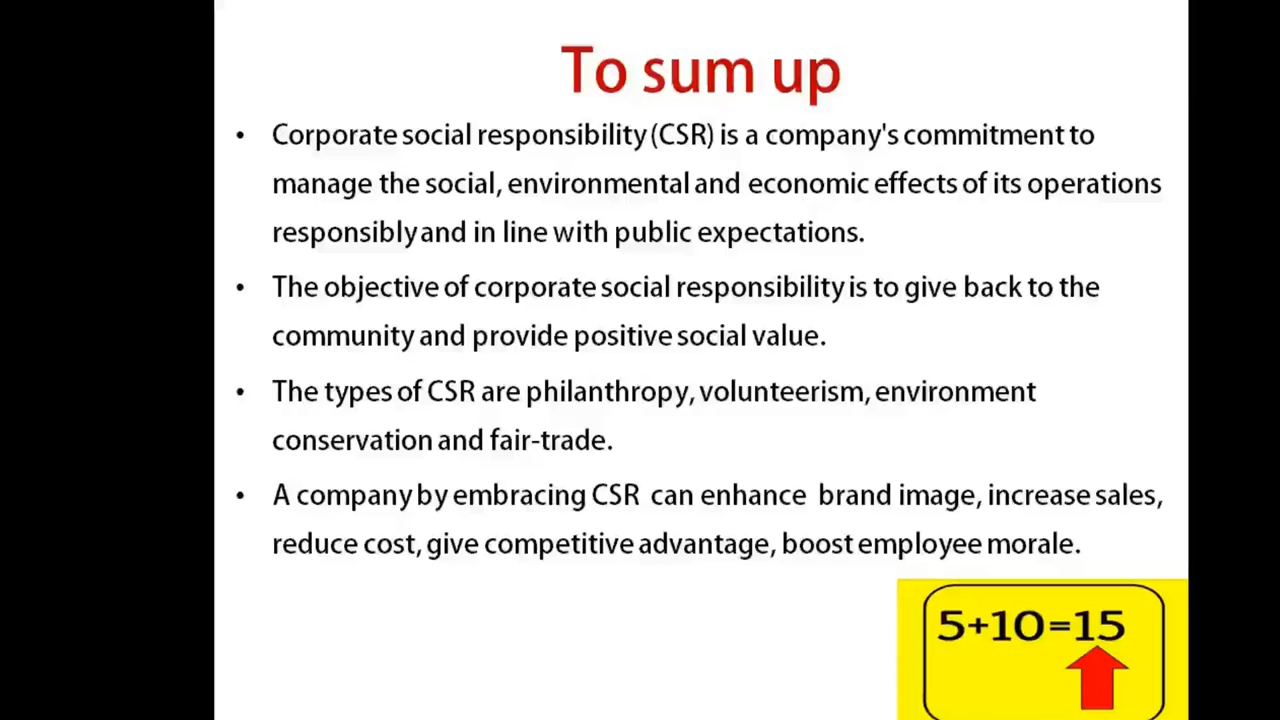 To sum up
• Corporate social responsibility (CSR) is a company's commitment to
manage the social, environmental and economic effects of its operations
responsibly and in line with public expectations.
• The objective of corporate social responsibility is to give back to the
community and provide positive social value.
• The types of CSR are philanthropy, volunteerism, environment
conservation and fair-trade.
• A company by embracing CSR can enhance brand image, increase sales,
reduce cost, give competitive advantage, boost employee morale.
5+10=15